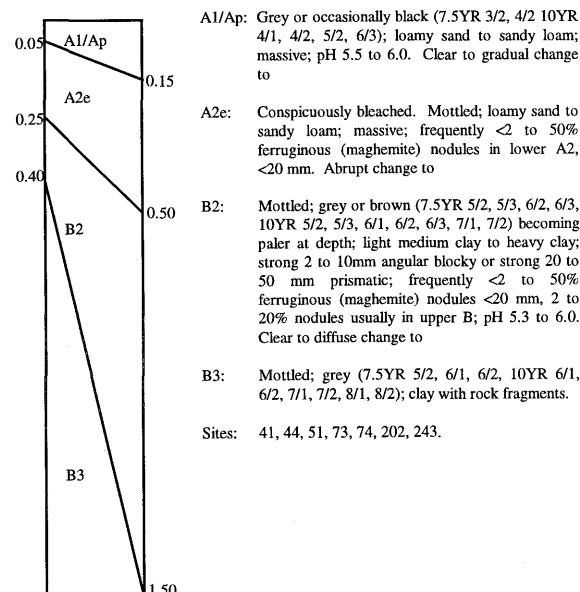 0.05
A1/Ap
0.15
A2e
0.25
0.40
B2
0.50
B3
1.50
A1/Ap: Grey or occasionally black (7.5YR 3/2, 4/2 10YR
4/1, 4/2, 5/2, 6/3); loamy sand to sandy loam;
massive; pH 5.5 to 6.0. Clear to gradual change
to
A2e: Conspicuously bleached. Mottled; loamy sand to
sandy loam; massive; frequently <2 to 50%
ferruginous (maghemite) nodules in lower A2,
<20 mm. Abrupt change to
B2: Mottled; grey or brown (7.5YR 5/2, 5/3, 6/2, 6/3,
10YR 5/2, 5/3, 6/1, 6/2, 6/3, 7/1, 7/2) becoming
paler at depth; light medium clay to heavy clay;
strong 2 to 10mm angular blocky or strong 20 to
50 mm prismatic; frequently <2 to 50%
ferruginous (maghemite) nodules <20 mm, 2 to
20% nodules usually in upper B; pH 5.3 to 6.0.
Clear to diffuse change to
B3: Mottled; grey (7.5YR 5/2, 6/1, 6/2, 10YR 6/1,
6/2, 7/1, 7/2, 8/1, 8/2); clay with rock fragments.
Sites: 41, 44, 51, 73, 74, 202, 243.